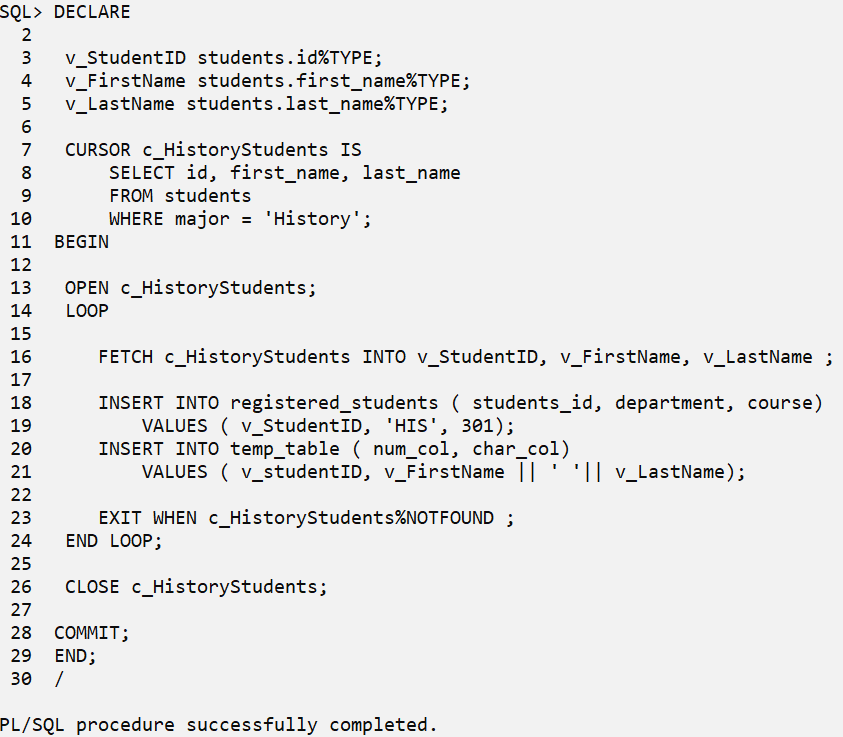 SQL> DECLARE
2
3 v_StudentID students.id%TYPE;
4 v_FirstName students.first_name%TYPE;
5 v_LastName students.last_name%TYPE;
6
7 CURSOR c_HistoryStudents IS
8 SELECT id, first_name, last_name
9 FROM students
10 WHERE major = 'History';
11 BEGIN
12
13 OPEN c_HistoryStudents;
14 LOOP
15
16 FETCH c_HistoryStudents INTO v_StudentID, v_FirstName, v_LastName ;
17
18 INSERT INTO registered_students ( students_id, department, course)
19 VALUES ( v_StudentID, 'HIS', 301);
20 INSERT INTO temp_table ( num_col, char_col)
21 VALUES ( v_studentID, v_FirstName || ' '|| v_LastName);
22
23 EXIT WHEN c_HistoryStudents%NOTFOUND ;
24 END LOOP;
25
26 CLOSE c_HistoryStudents;
27
28 COMMIT;
29 END;
30 /
PL/SQL procedure successfully completed.